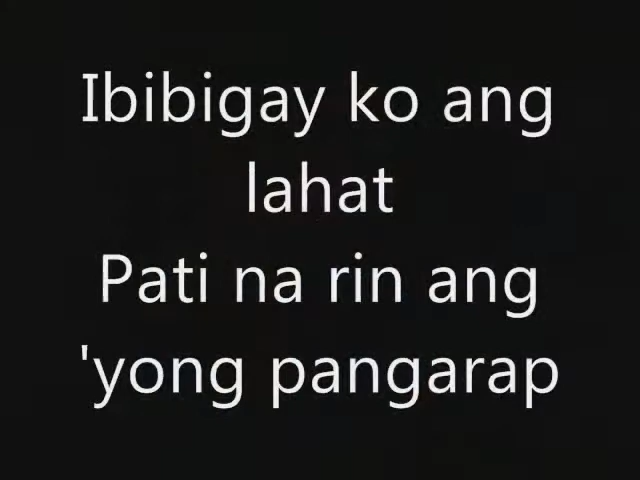 Ibibigay ko ang
lahat
Pati na rin ang
'yong pangarap